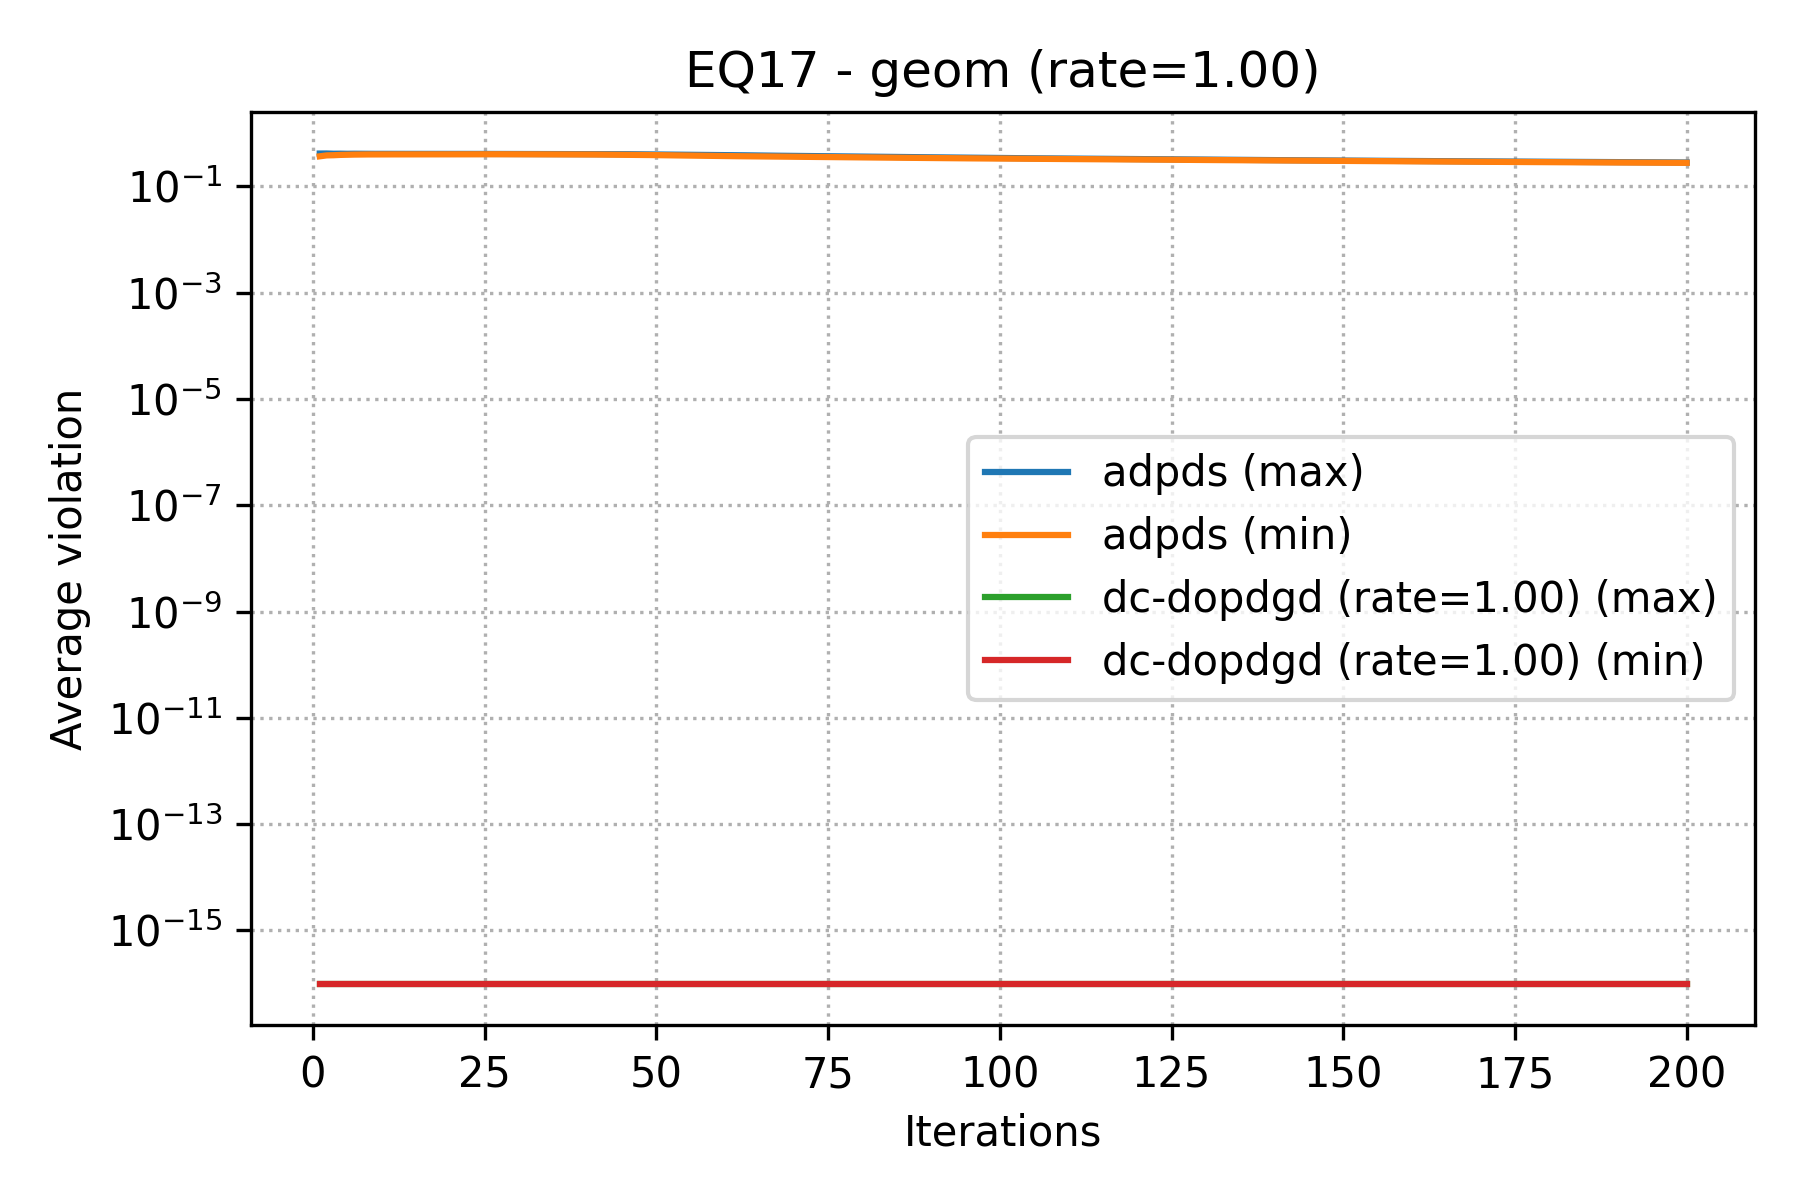 EQ17 - geom (rate=1.00)
Average violation
10⁻¹
10⁻³
10⁻⁵
10⁻⁷
10⁻⁹
10⁻¹¹
10⁻¹³
10⁻¹⁵
adpds (max)
adpds (min)
dc-dopdgd (rate=1.00) (max)
dc-dopdgd (rate=1.00) (min)
0 25 50 75 100 125 150 175 200
Iterations